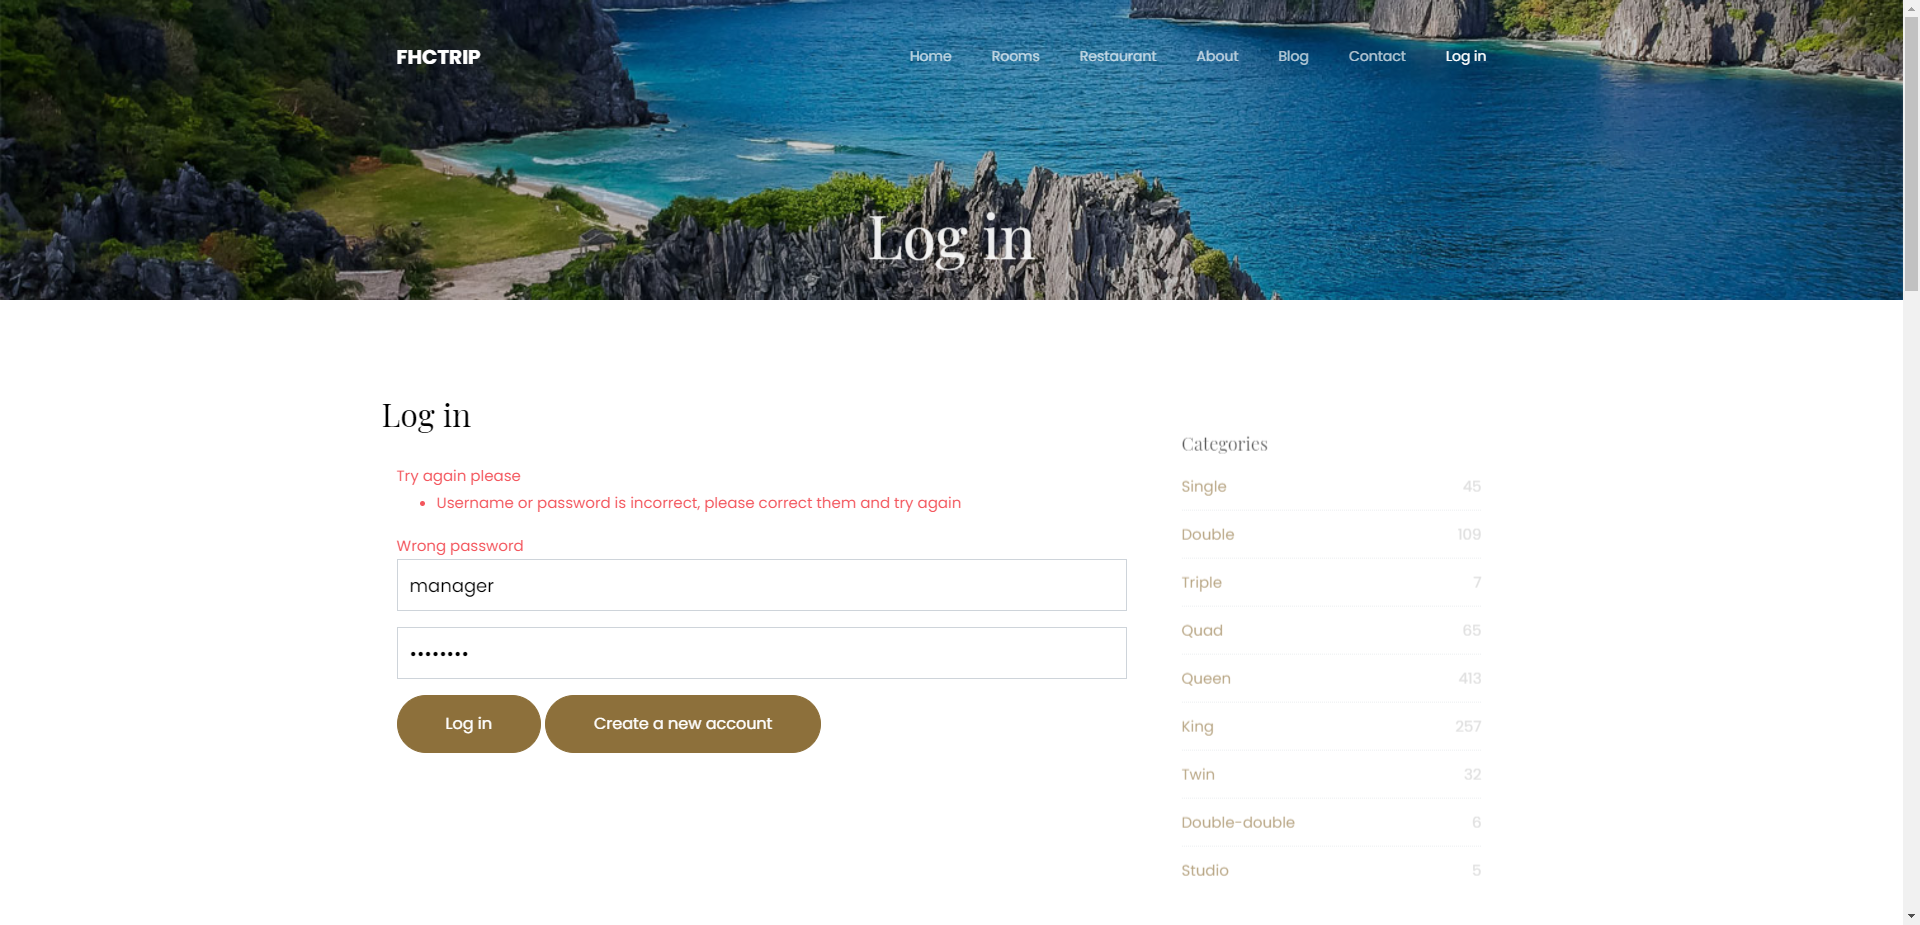 FHCTRIP
Home Rooms Restaurant About Blog Contact Log in
Log in
Log in
Try again please
• Username or password is incorrect, please correct them and try again
Wrong password
manager
••••••••
Log in Create a new account
Categories
Single 45
Double 109
Triple 7
Quad 65
Queen 413
King 257
Twin 32
Double-double 6
Studio 5